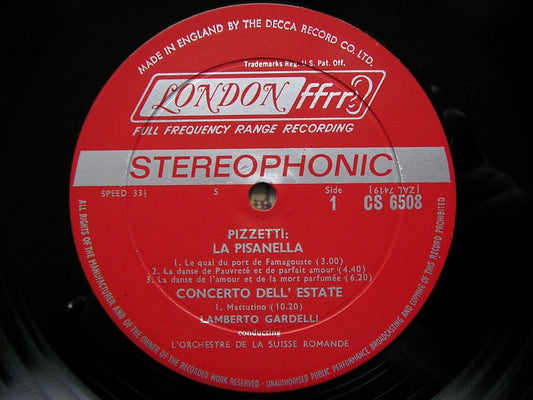 MADE IN ENGLAND BY THE DECCA RECORD CO. LTD.
Trademarks Reg. U.S. Pat. Off.
LONDON ffrr
FULL FREQUENCY RANGE RECORDING
STEREOPHONIC
SPEED 33⅓ S Side 1 [ZAL 7419] CS 6508
PIZZETTI:
LA PISANELLA
1. Le quai du port de Famagouste (3.00)
2. La danse de Pauvreté et de parfait amour (4.40)
3. La danse de l'amour et de la mort parfumée (6.20)
CONCERTO DELL' ESTATE
1. Mattutino (10.20)
LAMBERTO GARDELLI
conducting
L'ORCHESTRE DE LA SUISSE ROMANDE
ALL RIGHTS OF THE MANUFACTURER AND OF THE OWNER OF THE RECORDED WORK RESERVED - UNAUTHORISED PUBLIC PERFORMANCE BROADCASTING AND COPYING OF THIS RECORD PROHIBITED